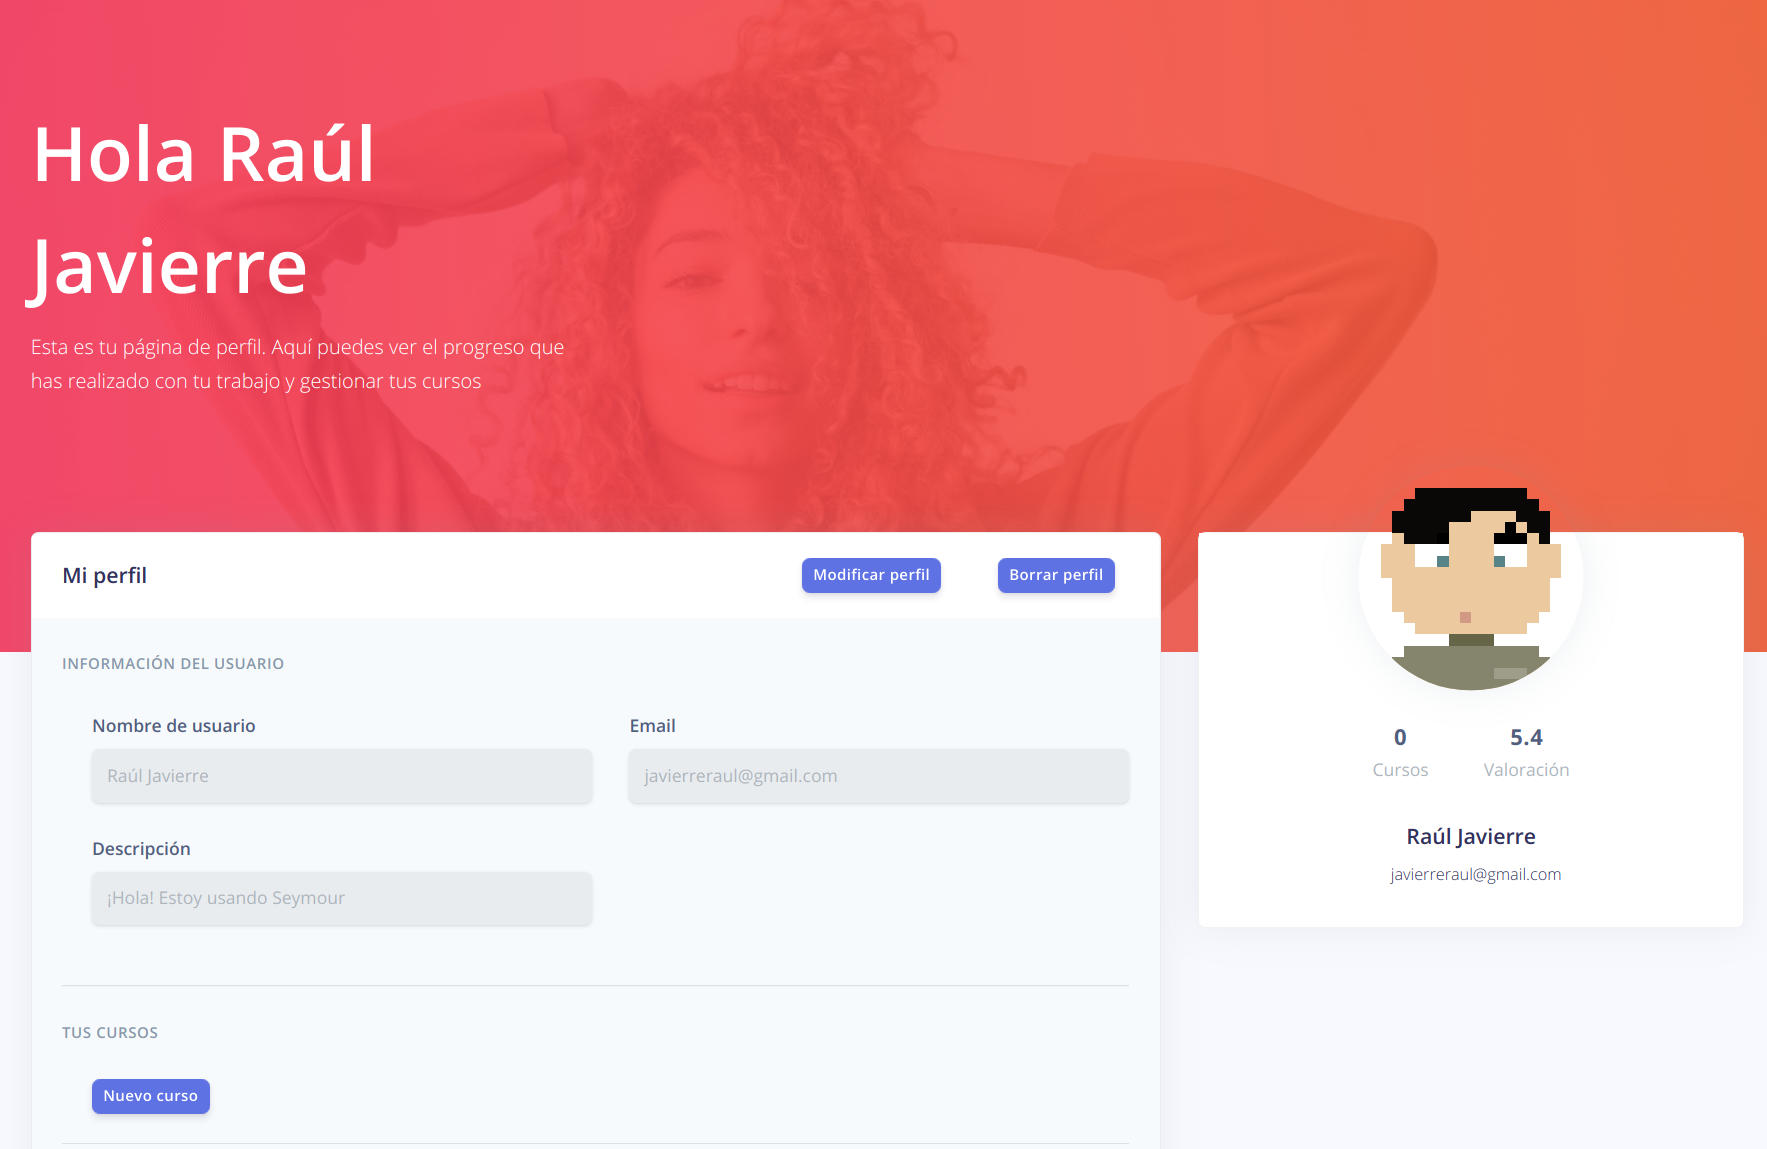 Hola Raúl
Javierre
Esta es tu página de perfil. Aquí puedes ver el progreso que
has realizado con tu trabajo y gestionar tus cursos
Mi perfil
Modificar perfil
Borrar perfil
INFORMACIÓN DEL USUARIO
Nombre de usuario
Email
Raúl Javierre
javierreraul@gmail.com
Descripción
¡Hola! Estoy usando Seymour
TUS CURSOS
Nuevo curso
0
5.4
Cursos
Valoración
Raúl Javierre
javierreraul@gmail.com